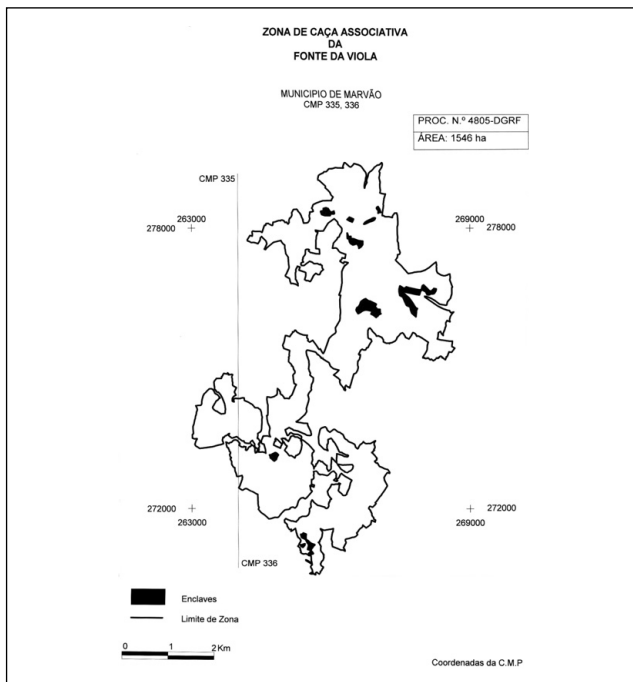 ZONA DE CAÇA ASSOCIATIVA
DA
FONTE DA VIOLA
MUNICIPIO DE MARVÃO
CMP 335, 336
PROC. N.º 4805-DGRF
ÁREA: 1546 ha
CMP 335
263000
278000
269000
278000
272000
263000
272000
269000
CMP 336
Enclaves
Limite de Zona
0 1 2 Km
Coordenadas da C.M.P